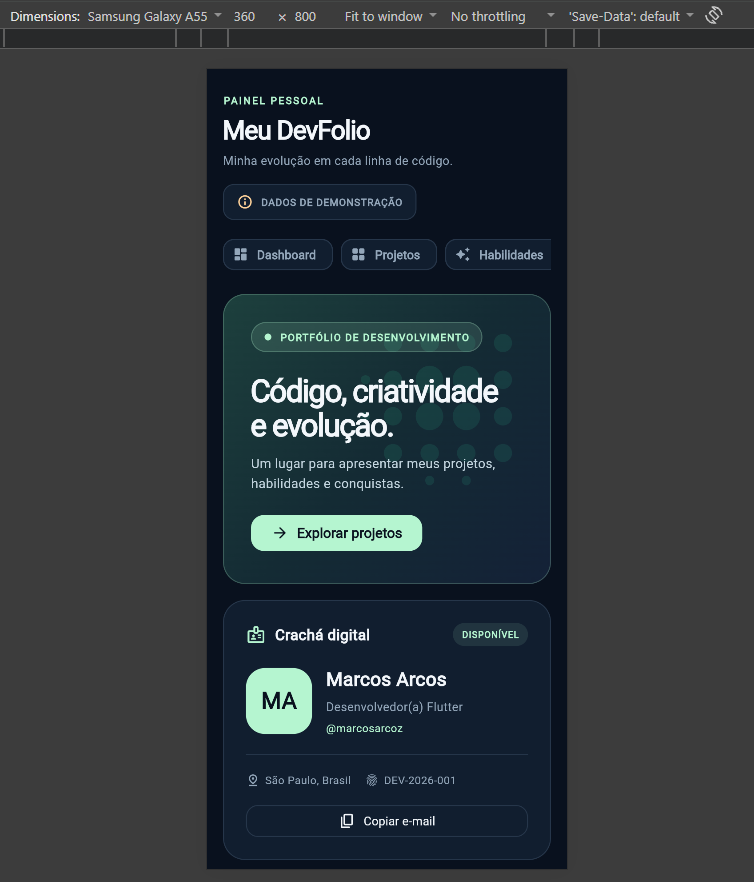 Dimensions: Samsung Galaxy A55 360 × 800 Fit to window No throttling 'Save-Data': default
PAINEL PESSOAL
Meu DevFolio
Minha evolução em cada linha de código.
DADOS DE DEMONSTRAÇÃO
Dashboard Projetos Habilidades
PORTFÓLIO DE DESENVOLVIMENTO
Código, criatividade
e evolução.
Um lugar para apresentar meus projetos,
habilidades e conquistas.
Explorar projetos
Crachá digital DISPONÍVEL
MA
Marcos Arcos
Desenvolvedor(a) Flutter
@marcosarcoz
São Paulo, Brasil DEV-2026-001
Copiar e-mail